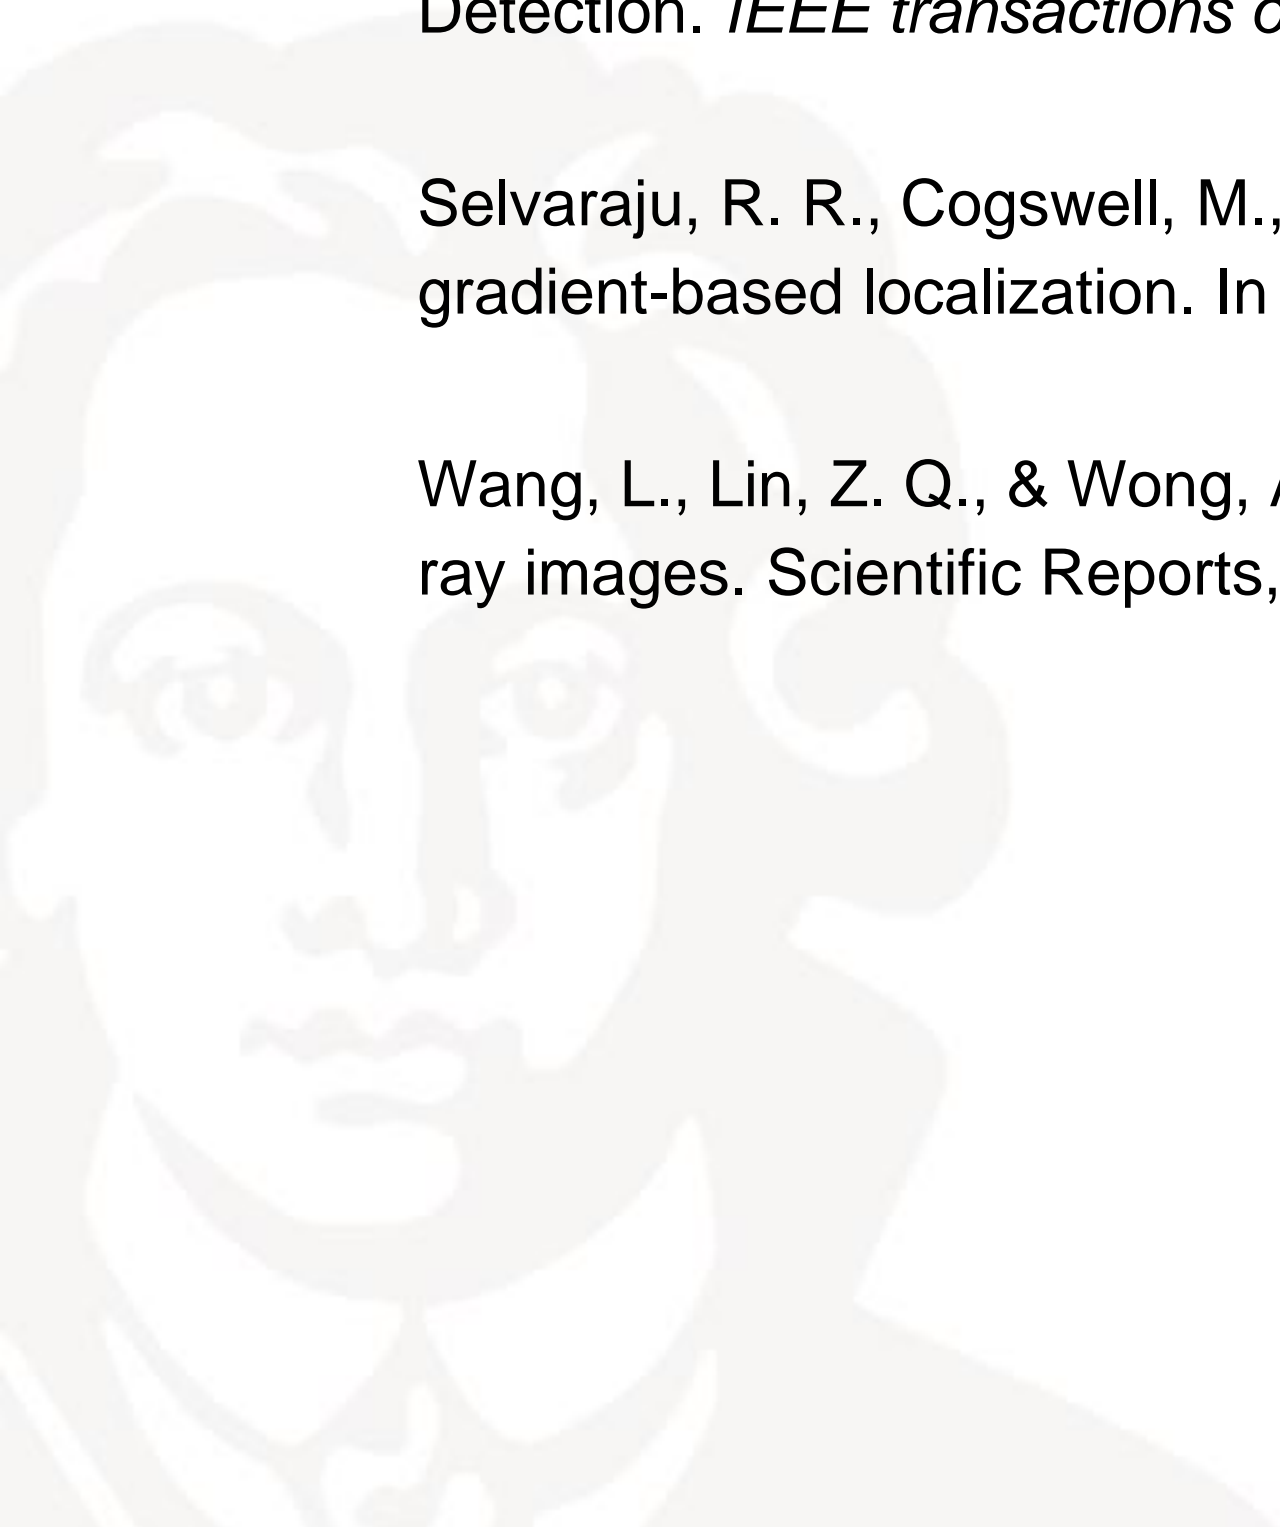 Detection. IEEE transactions
Selvaraju, R. R., Cogswell, M.,
gradient-based localization. In
Wang, L., Lin, Z. Q., & Wong,
ray images. Scientific Reports,